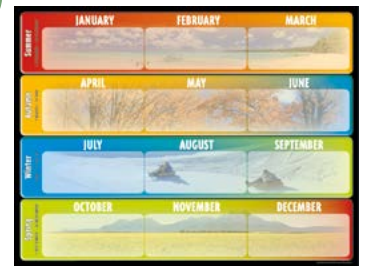 JANUARY FEBRUARY MARCH
Summer
APRIL MAY JUNE
Autumn
JULY AUGUST SEPTEMBER
Winter
OCTOBER NOVEMBER DECEMBER
Spring